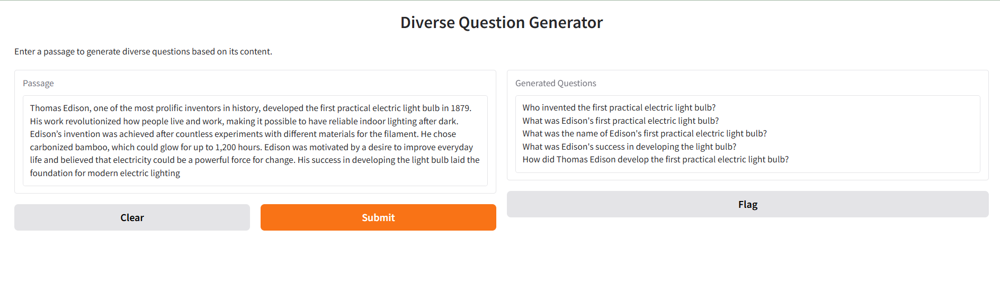 Diverse Question Generator
Enter a passage to generate diverse questions based on its content.
Passage
Thomas Edison, one of the most prolific inventors in history, developed the first practical electric light bulb in 1879.
His work revolutionized how people live and work, making it possible to have reliable indoor lighting after dark.
Edison’s invention was achieved after countless experiments with different materials for the filament. He chose
carbonized bamboo, which could glow for up to 1,200 hours. Edison was motivated by a desire to improve everyday
life and believed that electricity could be a powerful force for change. His success in developing the light bulb laid the
foundation for modern electric lighting
Clear
Submit
Generated Questions
Who invented the first practical electric light bulb?
What was Edison's first practical electric light bulb?
What was the name of Edison's first practical electric light bulb?
What was Edison's success in developing the light bulb?
How did Thomas Edison develop the first practical electric light bulb?
Flag